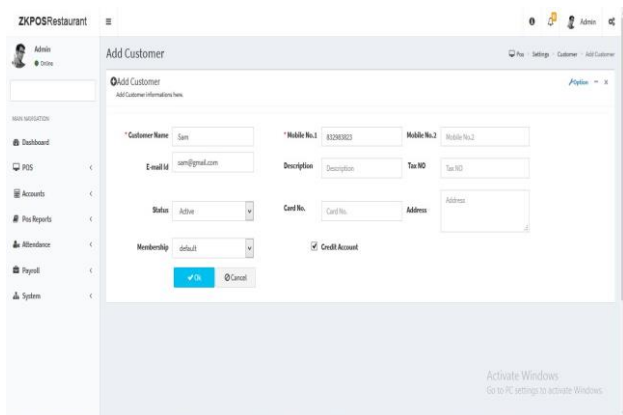 ZKPOSRestaurant
Admin
Admin
Online
Add Customer
Pos Settings Customer Add Customer
Add Customer
Add Customer informations here.
Option
MAIN NAVIGATION
Dashboard
POS
Accounts
Pos Reports
Attendance
Payroll
System
* Customer Name Sam * Mobile No.1 832983823 Mobile No.2 Mobile No.2
E-mail Id sam@gmail.com Description Description Tax NO Tax NO
Status Active Card No. Card No. Address Address
Membership default Credit Account
Ok Cancel
Activate Windows
Go to PC settings to activate Windows.